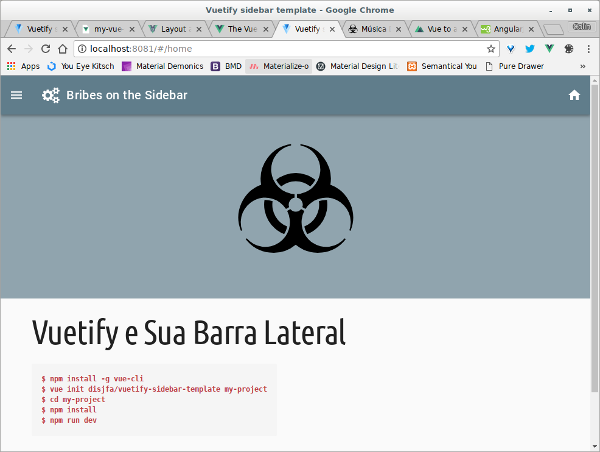 Vuetify sidebar template - Google Chrome
Vuetify
my-vue-
Layout
The Vue
Vuetify
Música
Vue to
Angular
Calin
localhost:8081/#/home
Apps
You Eye Kitsch
Material Demonics
BMD
Materialize-o
Material Design Lit
Semantical You
Pure Drawer
»
Bribes on the Sidebar
Vuetify e Sua Barra Lateral
$ npm install -g vue-cli
$ vue init disjfa/vuetify-sidebar-template my-project
$ cd my-project
$ npm install
$ npm run dev